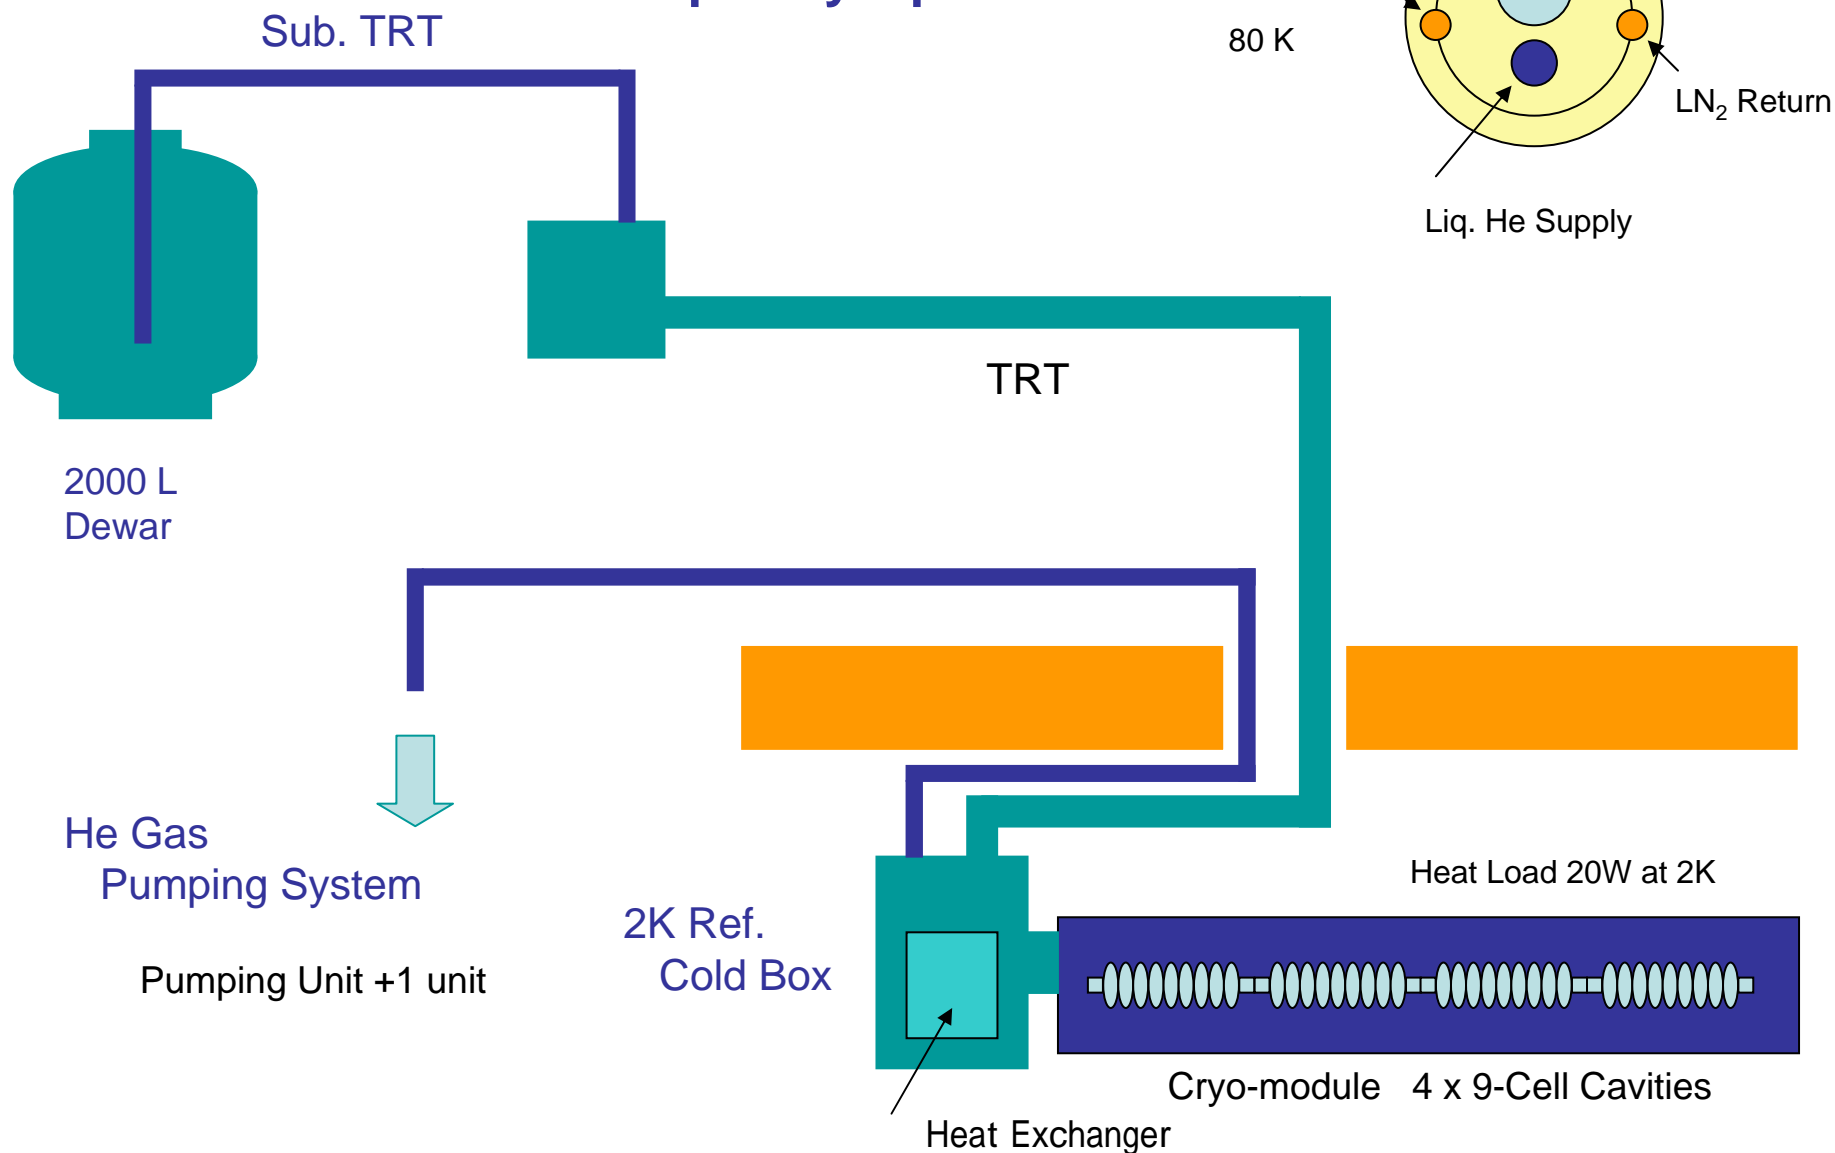 Sub. TRT
80 K
LN₂ Return
Liq. He Supply
TRT
2000 L
Dewar
He Gas
Pumping System
Heat Load 20W at 2K
2K Ref.
Cold Box
Pumping Unit +1 unit
Cryo-module 4 x 9-Cell Cavities
Heat Exchanger